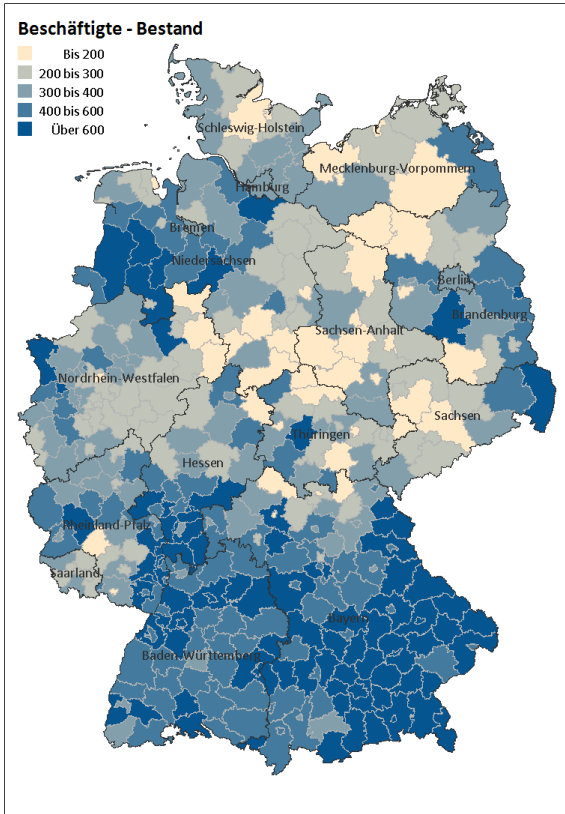 Beschäftigte - Bestand
Bis 200
200 bis 300
300 bis 400
400 bis 600
Über 600
Schleswig-Holstein
Mecklenburg-Vorpommern
Hamburg
Bremen
Niedersachsen
Berlin
Brandenburg
Sachsen-Anhalt
Nordrhein-Westfalen
Sachsen
Thüringen
Hessen
Rheinland-Pfalz
Saarland
Bayern
Baden-Württemberg